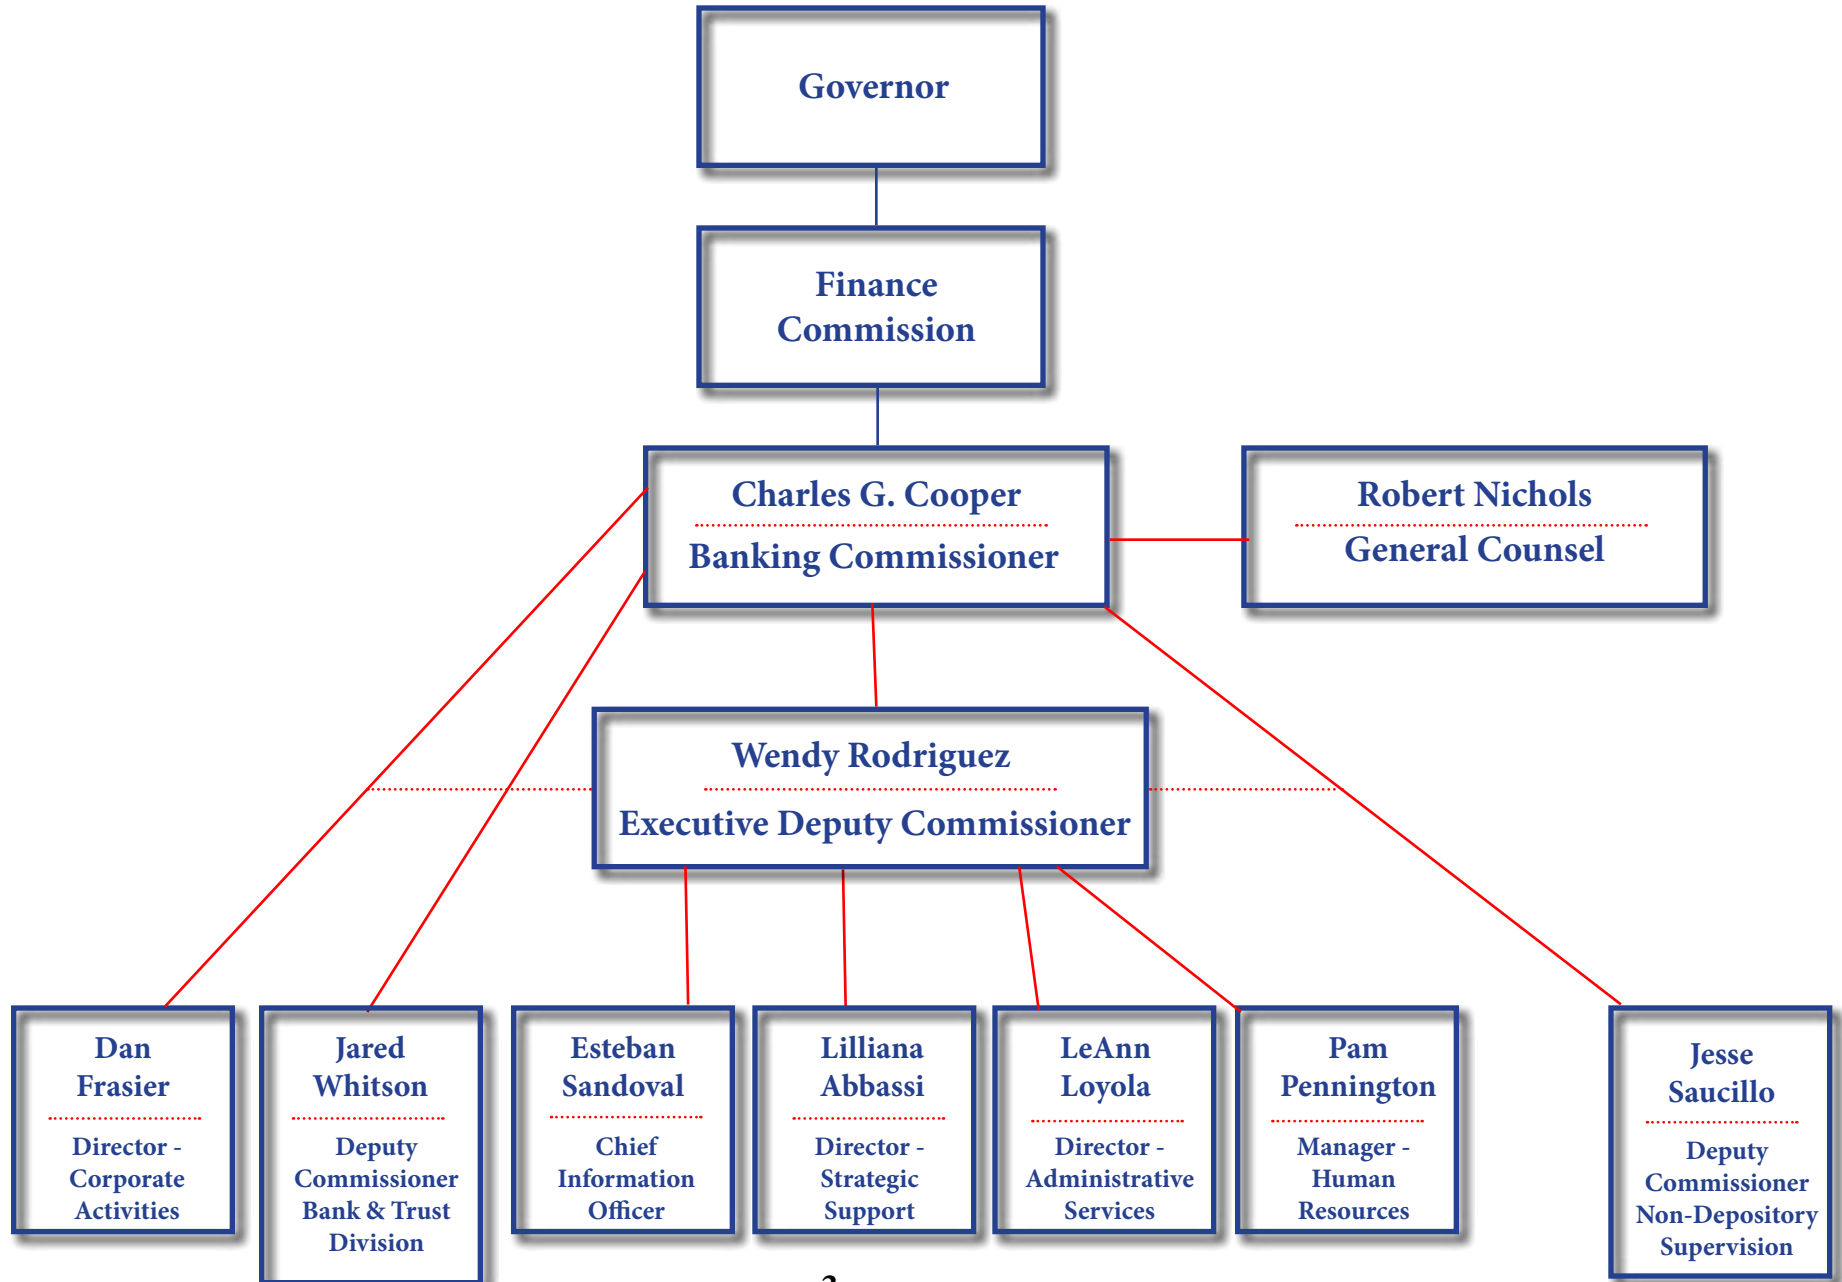 Governor
Finance
Commission
Charles G. Cooper
Banking Commissioner
Robert Nichols
General Counsel
Wendy Rodriguez
Executive Deputy Commissioner
Dan
Frasier
Director -
Corporate
Activities
Jared
Whitson
Deputy
Commissioner
Bank & Trust
Division
Esteban
Sandoval
Chief
Information
Officer
Lilliana
Abbassi
Director -
Strategic
Support
LeAnn
Loyola
Director -
Administrative
Services
Pam
Pennington
Manager -
Human
Resources
Jesse
Saucillo
Deputy
Commissioner
Non-Depository
Supervision